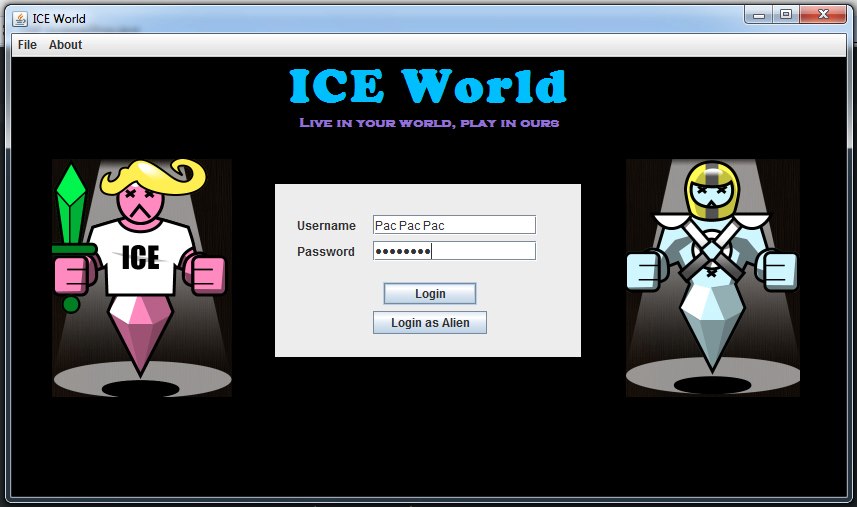 ICE World
File About
ICE World
Live in your world, play in ours
ICE
Username Pac Pac Pac
Password ••••••••
Login
Login as Alien